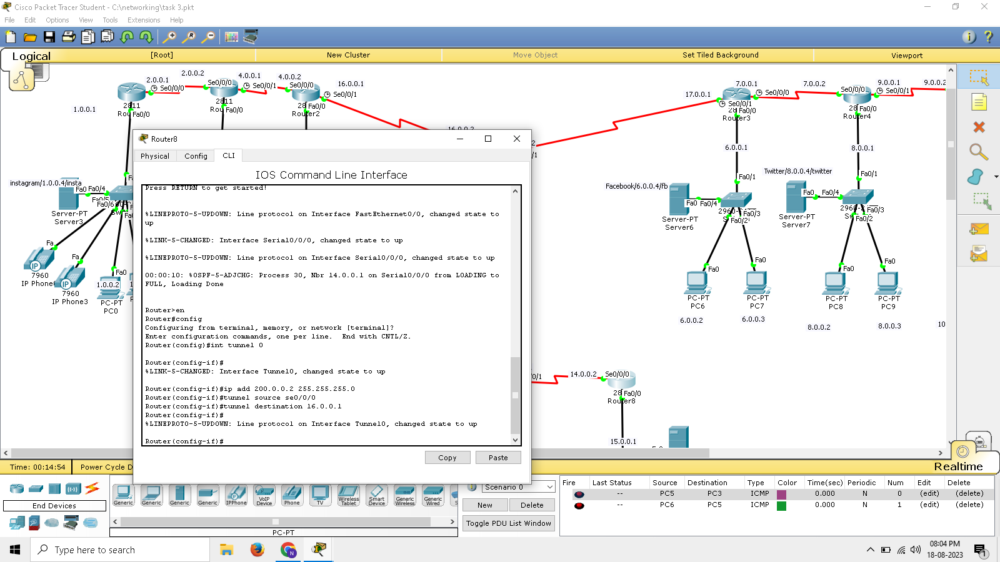 Cisco Packet Tracer Student - C:\networking\task 3.pkt
File Edit Options View Tools Extensions Help
Logical
[Root]
New Cluster
Move Object
Set Tiled Background
Viewport
2.0.0.1
2.0.0.2
4.0.0.1
4.0.0.2
16.0.0.1
Se0/0/0
Se0/0/0
Se0/0/1
Se0/0/0
Se0/0/1
2811
Fa0/0
2811
Fa0/0
28
Fa0/0
Router2
1.0.0.1
17.0.0.1
7.0.0.1
7.0.0.2
9.0.0.1
9.0.0.2
Se0/0/0
Se0/0/1
Se0/0/0
Se0/0/1
28
Fa0/0
Router3
28
Fa0/0
Router4
6.0.0.1
8.0.0.1
instagram/1.0.0.4/insta
Fa0
Fa0/4
Fa0/6
Server-PT
Server3
Fa
Fa
7960
IP Phone
7960
IP Phone3
Fa0
1.0.0.2
PC-PT
PC0
Facebook/6.0.0.4/fb
Fa0/1
Fa0
Fa0/4
Server-PT
Server6
Fa0/3
Fa0/2
Twitter/8.0.0.4/twitter
Fa0/1
Fa0
Fa0/4
Server-PT
Server7
Fa0/3
Fa0/2
Fa0
Fa0
Fa0
Fa0
PC-PT
PC6
PC-PT
PC7
PC-PT
PC8
PC-PT
PC9
6.0.0.2
6.0.0.3
8.0.0.2
8.0.0.3
10
14.0.0.2
Se0/0/0
28
Fa0/0
Router8
15.0.0.1
Router8
Physical Config CLI
IOS Command Line Interface
Press RETURN to get started!
%LINEPROTO-5-UPDOWN: Line protocol on Interface FastEthernet0/0, changed state to
up
%LINK-5-CHANGED: Interface Serial0/0/0, changed state to up
%LINEPROTO-5-UPDOWN: Line protocol on Interface Serial0/0/0, changed state to up
00:00:10: %OSPF-5-ADJCHG: Process 30, Nbr 14.0.0.1 on Serial0/0/0 from LOADING to
FULL, Loading Done
Router>en
Router#config
Configuring from terminal, memory, or network [terminal]?
Enter configuration commands, one per line.  End with CNTL/Z.
Router(config)#int tunnel 0
Router(config-if)#
%LINK-5-CHANGED: Interface Tunnel0, changed state to up
Router(config-if)#ip add 200.0.0.2 255.255.255.0
Router(config-if)#tunnel source se0/0/0
Router(config-if)#tunnel destination 16.0.0.1
Router(config-if)#
%LINEPROTO-5-UPDOWN: Line protocol on Interface Tunnel0, changed state to up
Router(config-if)#
Copy Paste
Time: 00:14:54
Power Cycle D
Realtime
End Devices
Generic Generic Generic Generic IPPhone VoIP Device Phone TV Wireless Tablet Smart Device Generic Wireless Generic Wired
PC-PT
Scenario 0
New Delete
Toggle PDU List Window
Fire Last Status Source Destination Type Color Time(sec) Periodic Num Edit Delete
-- PC5 PC3 ICMP 0.000 N 0 (edit) (delete)
-- PC6 PC5 ICMP 0.000 N 1 (edit) (delete)
Type here to search
08:04 PM
18-08-2023
1